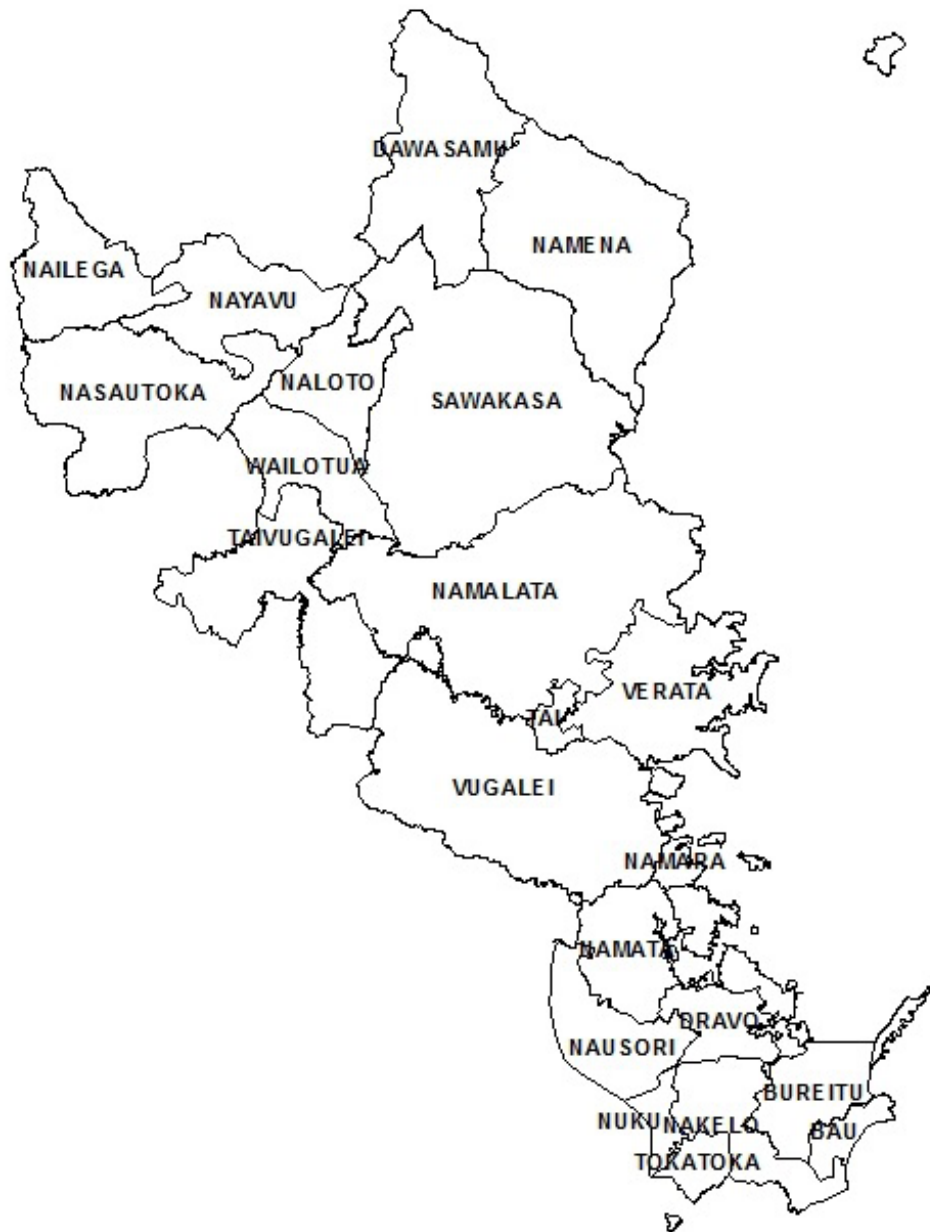 DAWASAMU
NAMENA
NAILEGA
NAYAVU
NALOTO
NASAUTOKA
SAWAKASA
WAILOTUA
TAIVUGALEI
NAMALATA
VERATA
TAI
VUGALEI
NAMARA
NAMATA
DRAVO
NAUSORI
BUREITU
NUKU
NAKELO
BAU
TOKATOKA